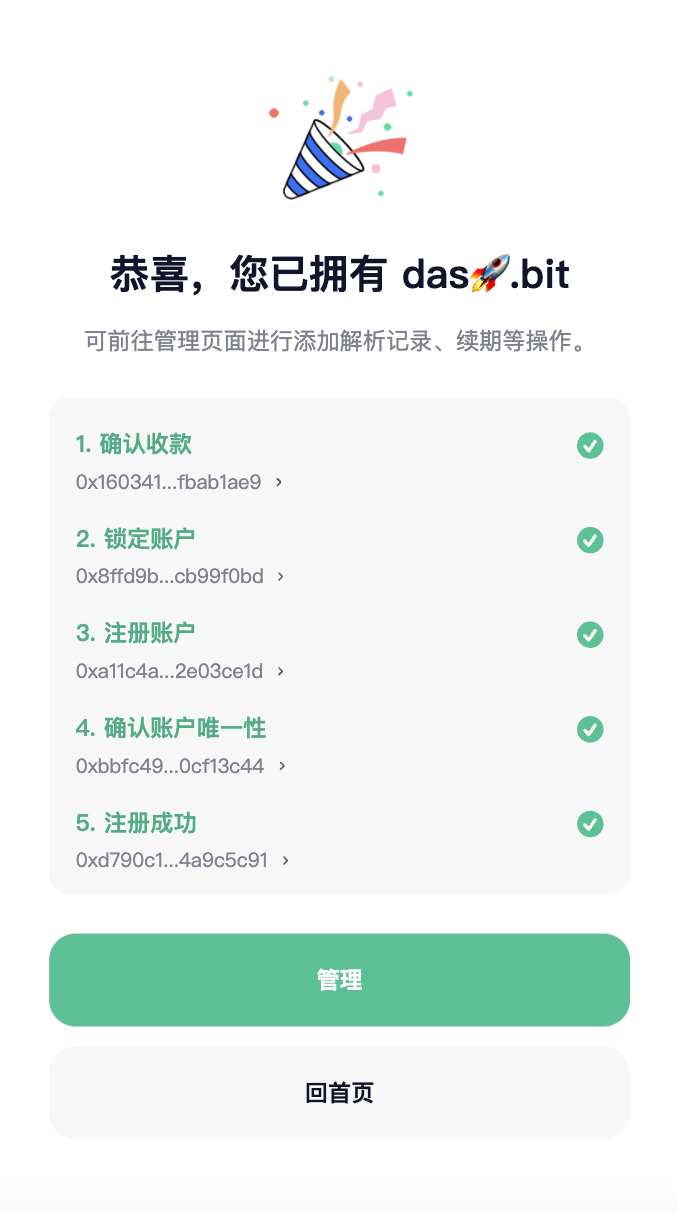 恭喜，您已拥有 das🚀.bit
可前往管理页面进行添加解析记录、续期等操作。
1. 确认收款
0x160341...fbab1ae9 ›
2. 锁定账户
0x8ffd9b...cb99f0bd ›
3. 注册账户
0xa11c4a...2e03ce1d ›
4. 确认账户唯一性
0xbbfc49...0cf13c44 ›
5. 注册成功
0xd790c1...4a9c5c91 ›
管理
回首页